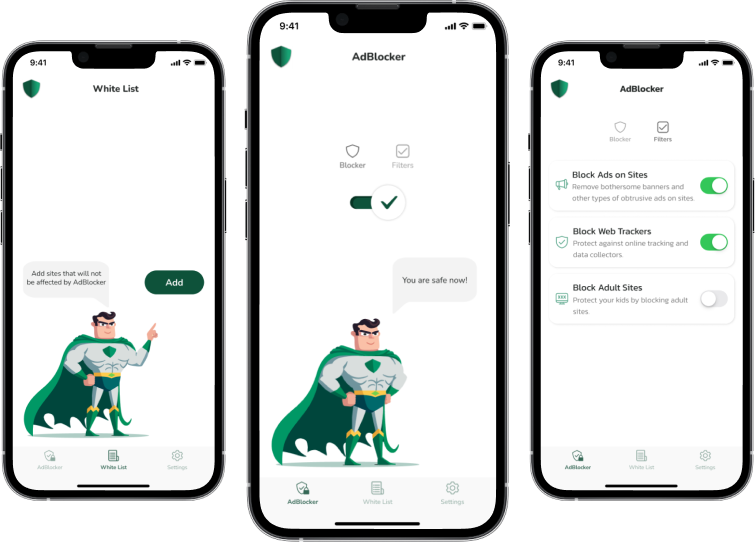 9:41
White List
Add sites that will not
be affected by AdBlocker
Add
AdBlocker
White List
Settings
9:41
AdBlocker
Blocker
Filters
You are safe now!
AdBlocker
White List
Settings
9:41
AdBlocker
Blocker
Filters
Block Ads on Sites
Remove bothersome banners and
other types of obtrusive ads on sites
Block Web Trackers
Protect against online tracking and
data collectors.
XXX
Block Adult Sites
Protect your kids by blocking adult
sites
AdBlocker
White List
Settings